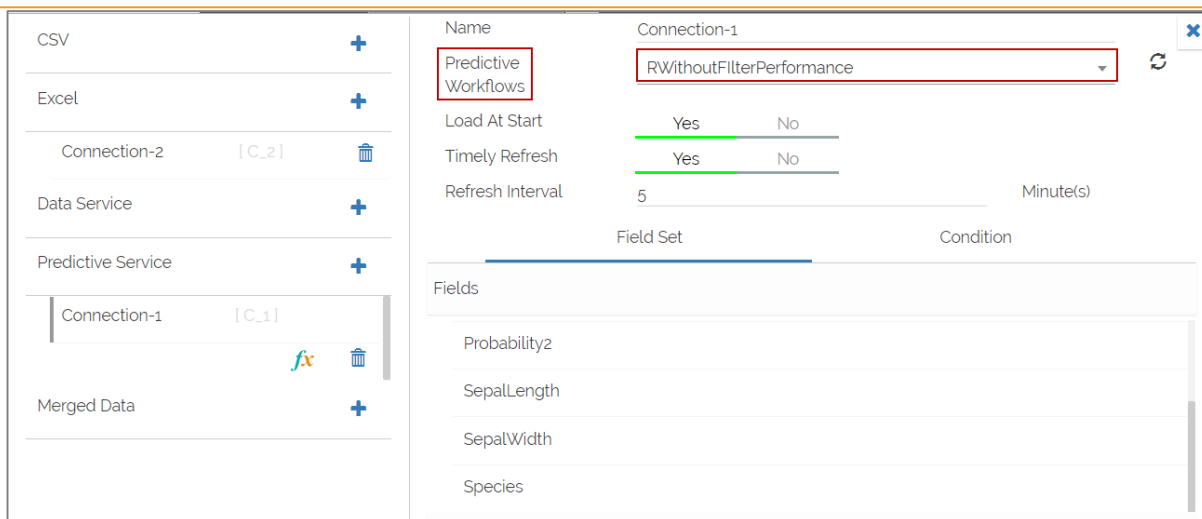 CSV
Excel
Connection-2 [ C_2 ]
Data Service
Predictive Service
Connection-1 [ C_1 ]
fx
Merged Data
Name Connection-1
Predictive
Workflows
RWithoutFIlterPerformance
Load At Start Yes No
Timely Refresh Yes No
Refresh Interval 5 Minute(s)
Field Set Condition
Fields
Probability2
SepalLength
SepalWidth
Species